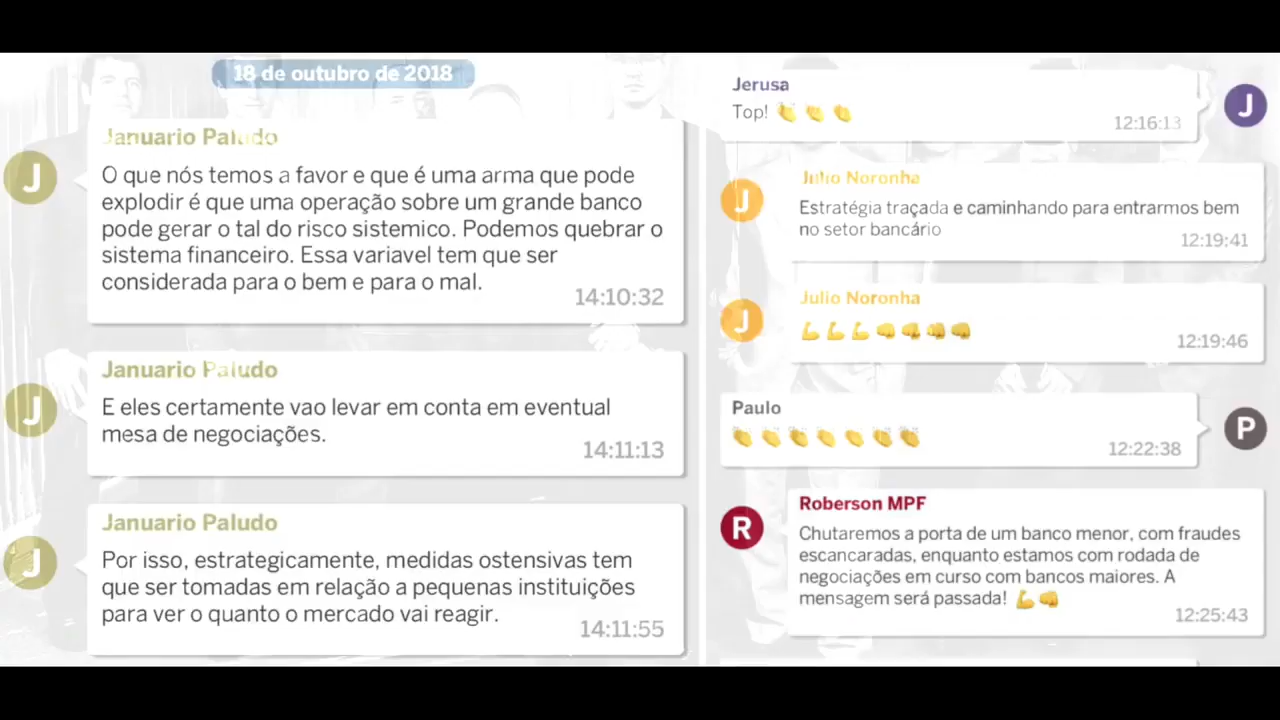 18 de outubro de 2018
Januario Paludo
J
O que nós temos a favor e que é uma arma que pode
explodir é que uma operação sobre um grande banco
pode gerar o tal do risco sistemico. Podemos quebrar o
sistema financeiro. Essa variavel tem que ser
considerada para o bem e para o mal.
14:10:32
Januario Paludo
J
E eles certamente vao levar em conta em eventual
mesa de negociações.
14:11:13
Januario Paludo
J
Por isso, estrategicamente, medidas ostensivas tem
que ser tomadas em relação a pequenas instituições
para ver o quanto o mercado vai reagir.
14:11:55
Jerusa
J
Top! 👏 👏 👏
12:16:13
Julio Noronha
J
Estratégia traçada e caminhando para entrarmos bem
no setor bancário
12:19:41
Julio Noronha
J
💪💪💪👊👊👊👊
12:19:46
Paulo
P
👏👏👏👏👏👏👏
12:22:38
Roberson MPF
R
Chutaremos a porta de um banco menor, com fraudes
escancaradas, enquanto estamos com rodada de
negociações em curso com bancos maiores. A
mensagem será passada! 💪👊
12:25:43